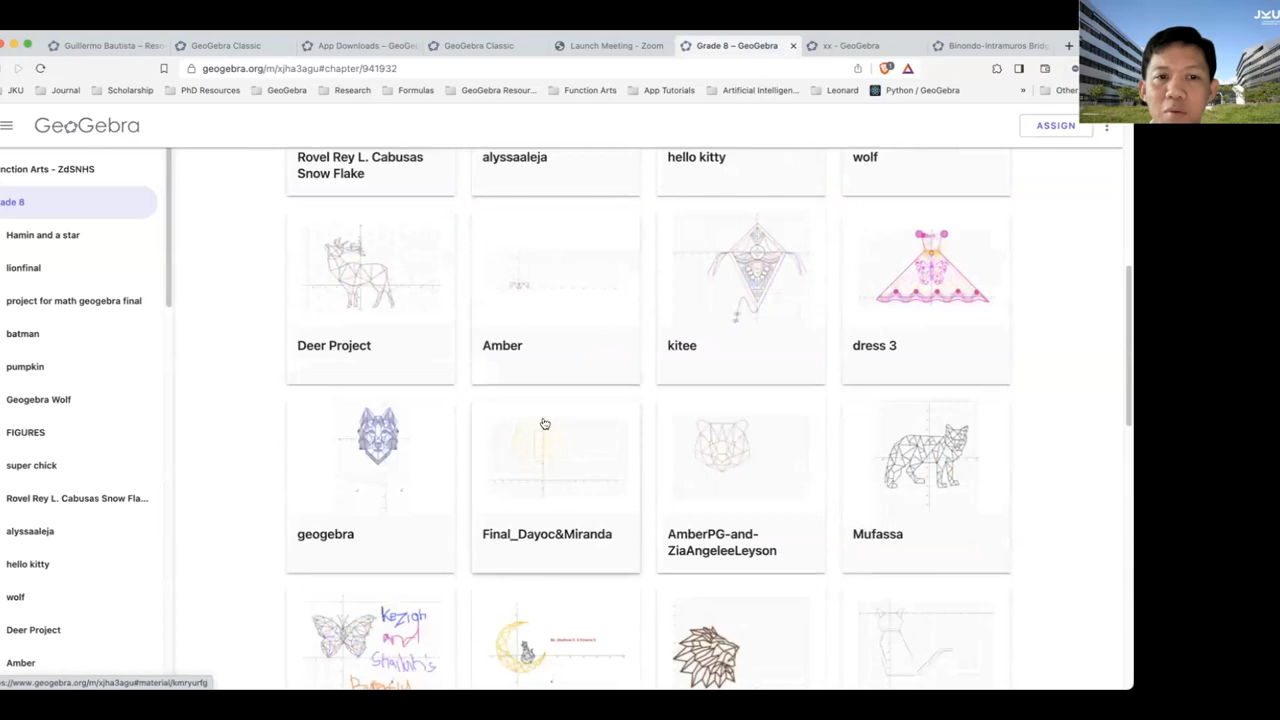 Guillermo Bautista – Reso
GeoGebra Classic
App Downloads – GeoGe
GeoGebra Classic
Launch Meeting - Zoom
Grade 8 – GeoGebra
xx - GeoGebra
Binondo-Intramuros Bridg
JKU
geogebra.org/m/xjha3agu#chapter/941932
JKU
Journal
Scholarship
PhD Resources
GeoGebra
Research
Formulas
GeoGebra Resour...
Function Arts
App Tutorials
Artificial Intelligen...
Leonard
Python / GeoGebra
Other
GeoGebra
ASSIGN
nction Arts - ZdSNHS
ade 8
Hamin and a star
lionfinal
project for math geogebra final
batman
pumpkin
Geogebra Wolf
FIGURES
super chick
Rovel Rey L. Cabusas Snow Fla...
alyssaaleja
hello kitty
wolf
Deer Project
Amber
Rovel Rey L. Cabusas
Snow Flake
alyssaaleja
hello kitty
wolf
Deer Project
Amber
kitee
dress 3
geogebra
Final_Dayoc&Miranda
AmberPG-and-
ZiaAngeleeLeyson
Mufassa
Keziah
and
ps://www.geogebra.org/m/xjha3agu#material/kmryurfg